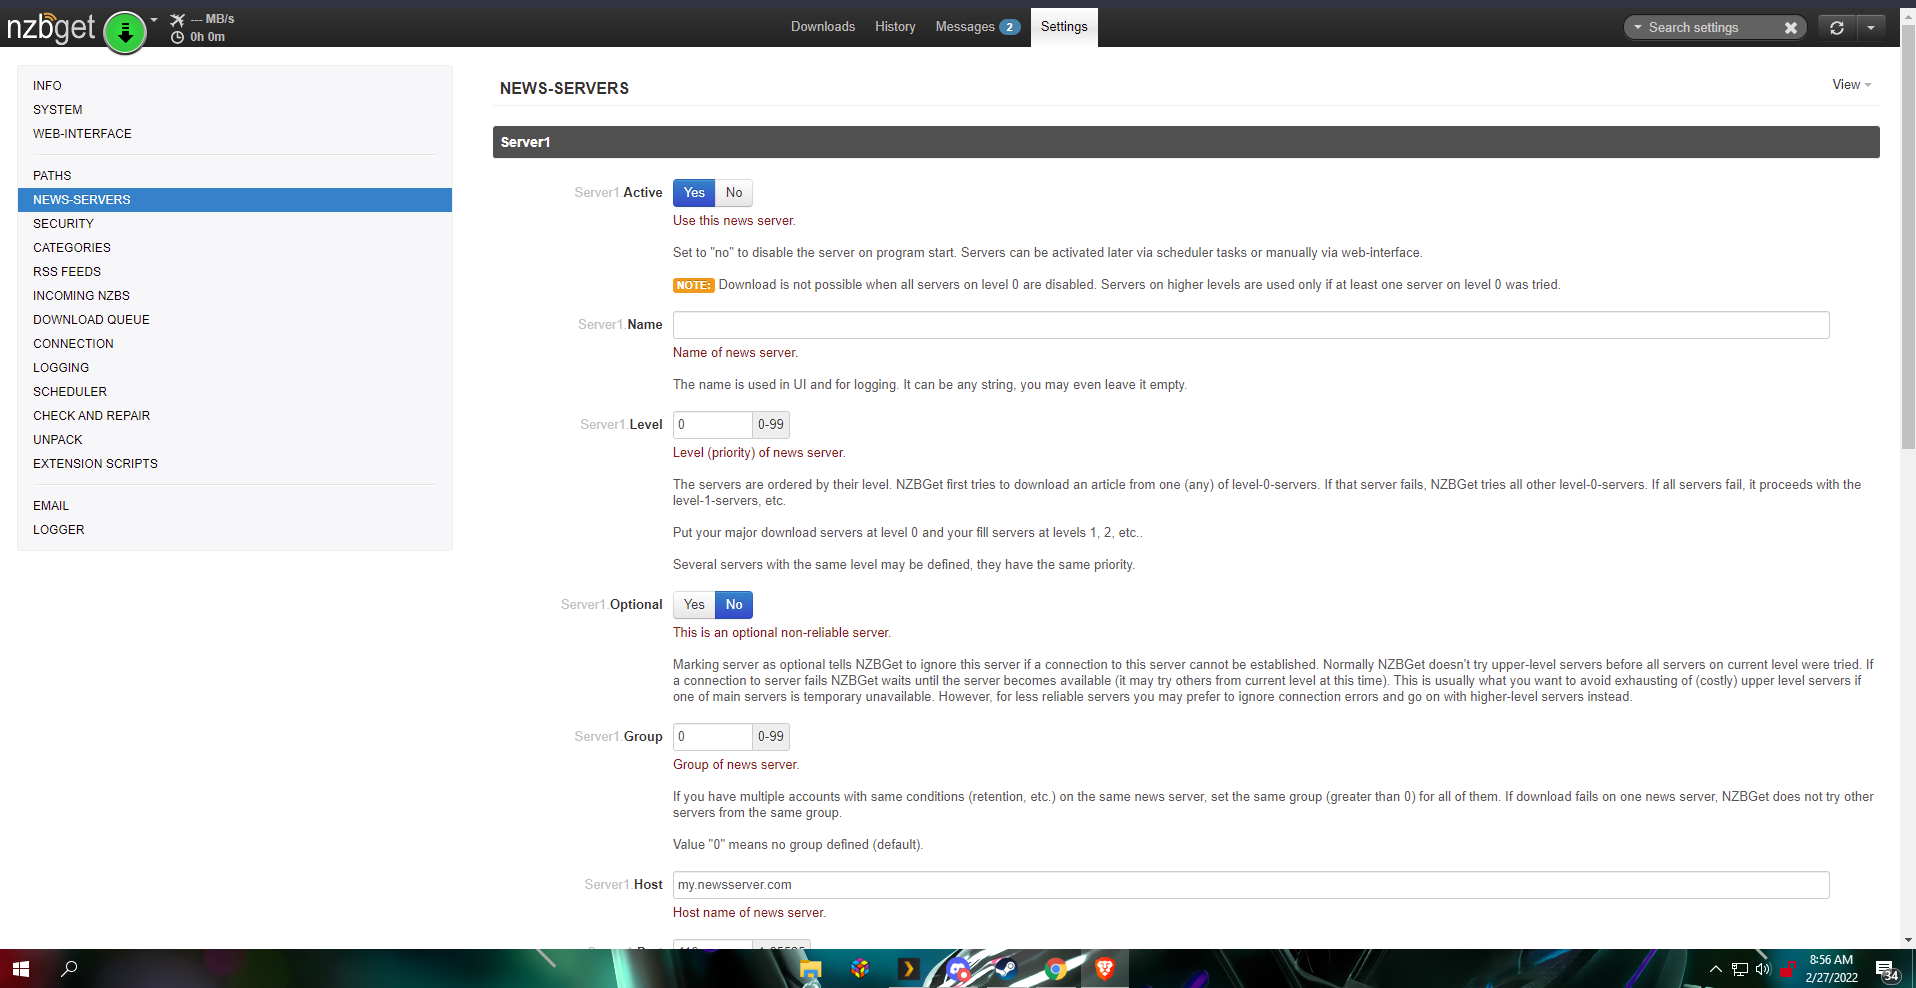 nzbget
--- MB/s
0h 0m
Downloads
History
Messages 2
Settings
Search settings
INFO
SYSTEM
WEB-INTERFACE
PATHS
NEWS-SERVERS
SECURITY
CATEGORIES
RSS FEEDS
INCOMING NZBS
DOWNLOAD QUEUE
CONNECTION
LOGGING
SCHEDULER
CHECK AND REPAIR
UNPACK
EXTENSION SCRIPTS
EMAIL
LOGGER
NEWS-SERVERS
View
Server1
Server1.Active Yes No
Use this news server.
Set to "no" to disable the server on program start. Servers can be activated later via scheduler tasks or manually via web-interface.
NOTE: Download is not possible when all servers on level 0 are disabled. Servers on higher levels are used only if at least one server on level 0 was tried.
Server1.Name
Name of news server.
The name is used in UI and for logging. It can be any string, you may even leave it empty.
Server1.Level 0 0-99
Level (priority) of news server.
The servers are ordered by their level. NZBGet first tries to download an article from one (any) of level-0-servers. If that server fails, NZBGet tries all other level-0-servers. If all servers fail, it proceeds with the
level-1-servers, etc.
Put your major download servers at level 0 and your fill servers at levels 1, 2, etc..
Several servers with the same level may be defined, they have the same priority.
Server1.Optional Yes No
This is an optional non-reliable server.
Marking server as optional tells NZBGet to ignore this server if a connection to this server cannot be established. Normally NZBGet doesn't try upper-level servers before all servers on current level were tried. If
a connection to server fails NZBGet waits until the server becomes available (it may try others from current level at this time). This is usually what you want to avoid exhausting of (costly) upper level servers if
one of main servers is temporary unavailable. However, for less reliable servers you may prefer to ignore connection errors and go on with higher-level servers instead.
Server1.Group 0 0-99
Group of news server.
If you have multiple accounts with same conditions (retention, etc.) on the same news server, set the same group (greater than 0) for all of them. If download fails on one news server, NZBGet does not try other
servers from the same group.
Value "0" means no group defined (default).
Server1.Host my.newsserver.com
Host name of news server.
8:56 AM
2/27/2022
34